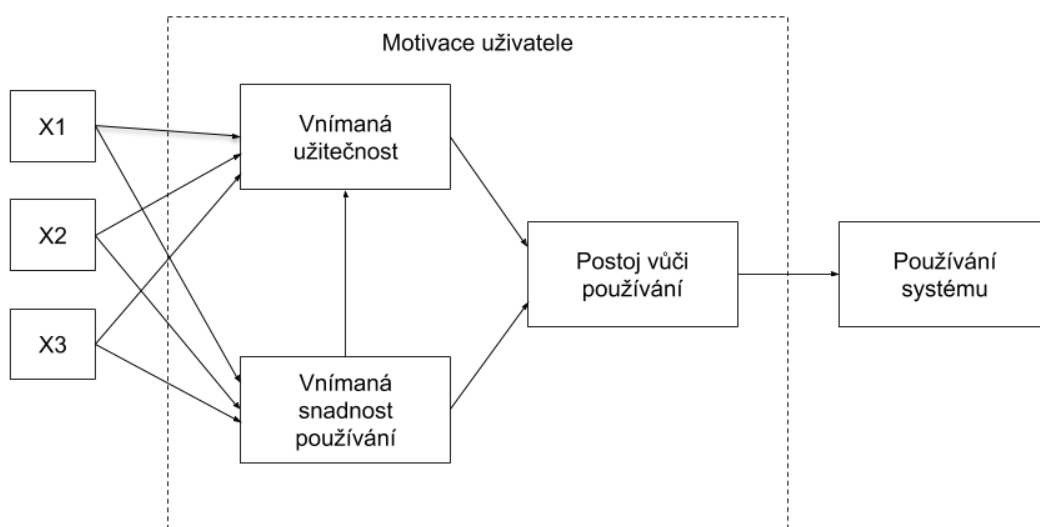 Motivace uživatele
X1
X2
X3
Vnímaná
užitečnost
Vnímaná
snadnost
používání
Postoj vůči
používání
Používání
systému